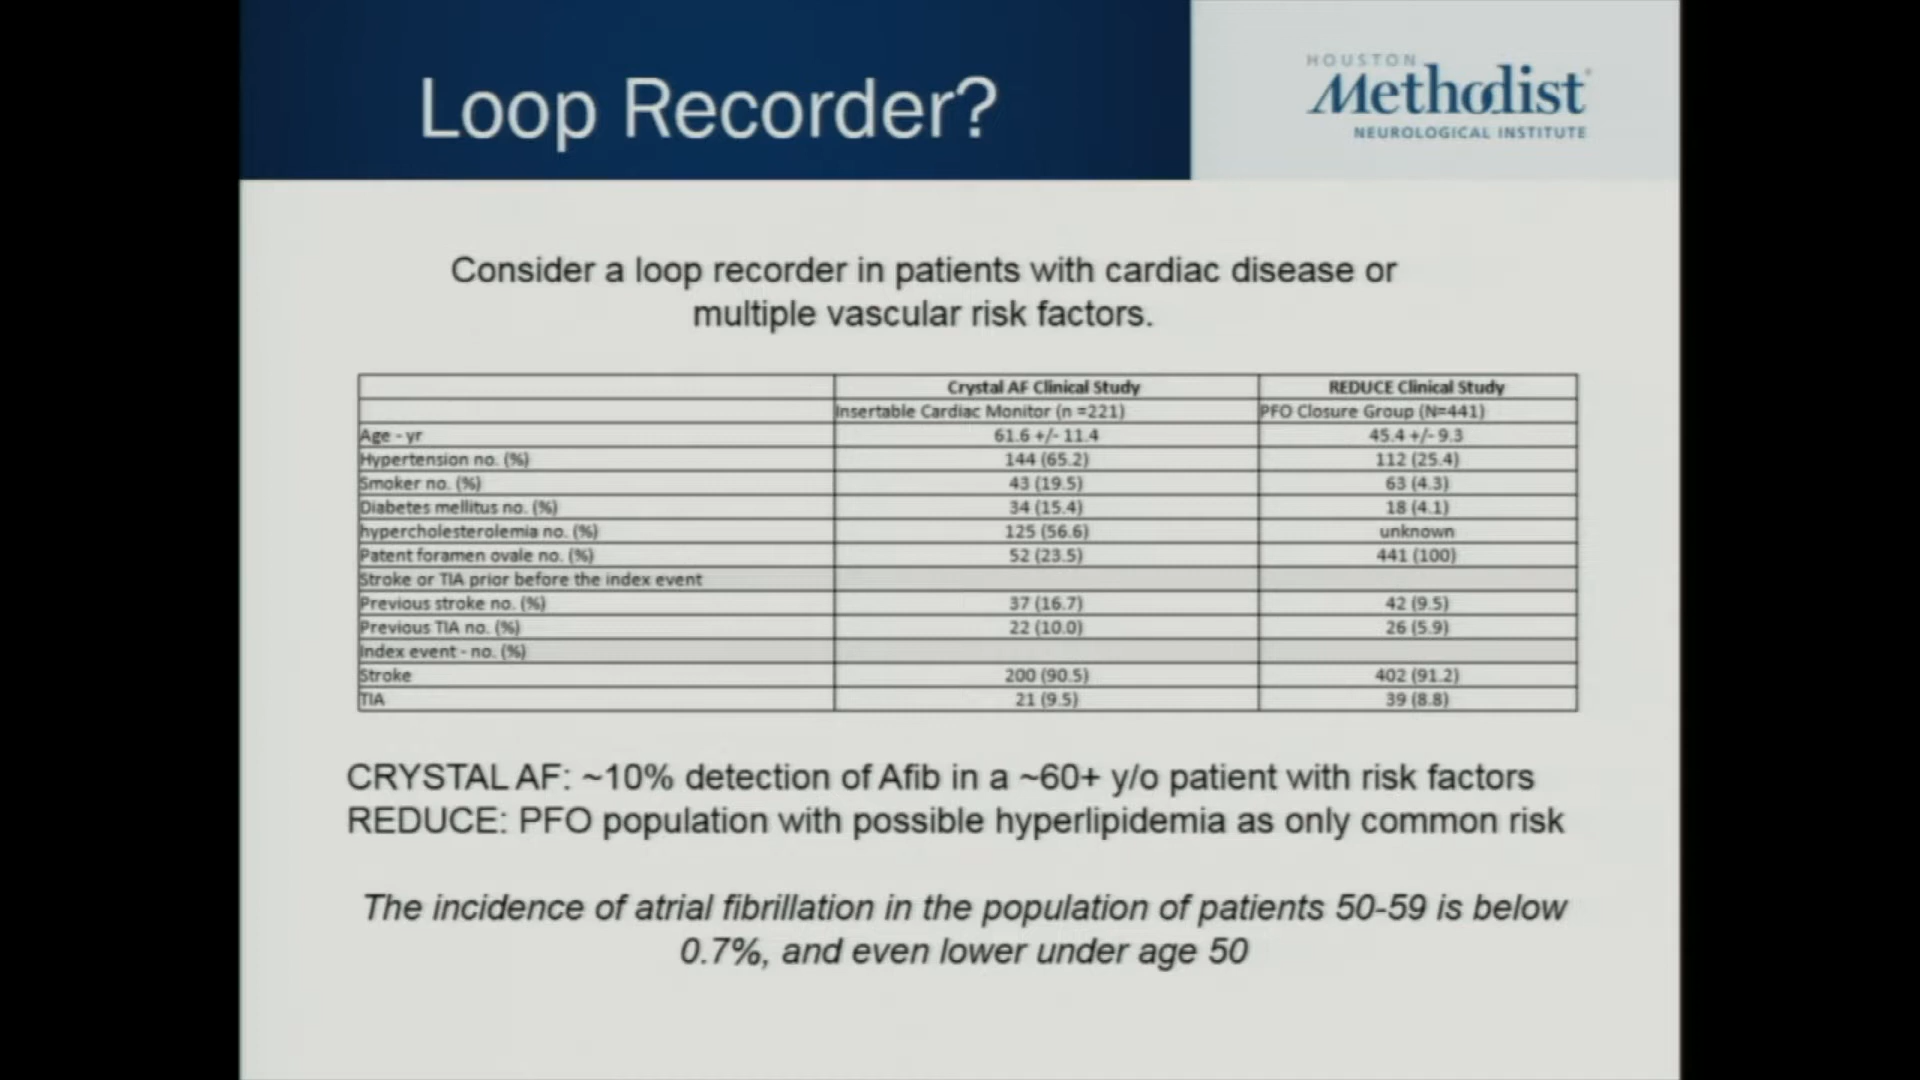 Loop Recorder?
HOUSTON
Methodist
NEUROLOGICAL INSTITUTE
Consider a loop recorder in patients with cardiac disease or
multiple vascular risk factors.
Crystal AF Clinical Study REDUCE Clinical Study
Insertable Cardiac Monitor (n =221) PFO Closure Group (N=441)
Age - yr 61.6 +/- 11.4 45.4 +/- 9.3
Hypertension no. (%) 144 (65.2) 112 (25.4)
Smoker no. (%) 43 (19.5) 63 (4.3)
Diabetes mellitus no. (%) 34 (15.4) 18 (4.1)
hypercholesterolemia no. (%) 125 (56.6) unknown
Patent foramen ovale no. (%) 52 (23.5) 441 (100)
Stroke or TIA prior before the index event
Previous stroke no. (%) 37 (16.7) 42 (9.5)
Previous TIA no. (%) 22 (10.0) 26 (5.9)
Index event - no. (%)
Stroke 200 (90.5) 402 (91.2)
TIA 21 (9.5) 39 (8.8)
CRYSTAL AF: ~10% detection of Afib in a ~60+ y/o patient with risk factors
REDUCE: PFO population with possible hyperlipidemia as only common risk
The incidence of atrial fibrillation in the population of patients 50-59 is below
0.7%, and even lower under age 50